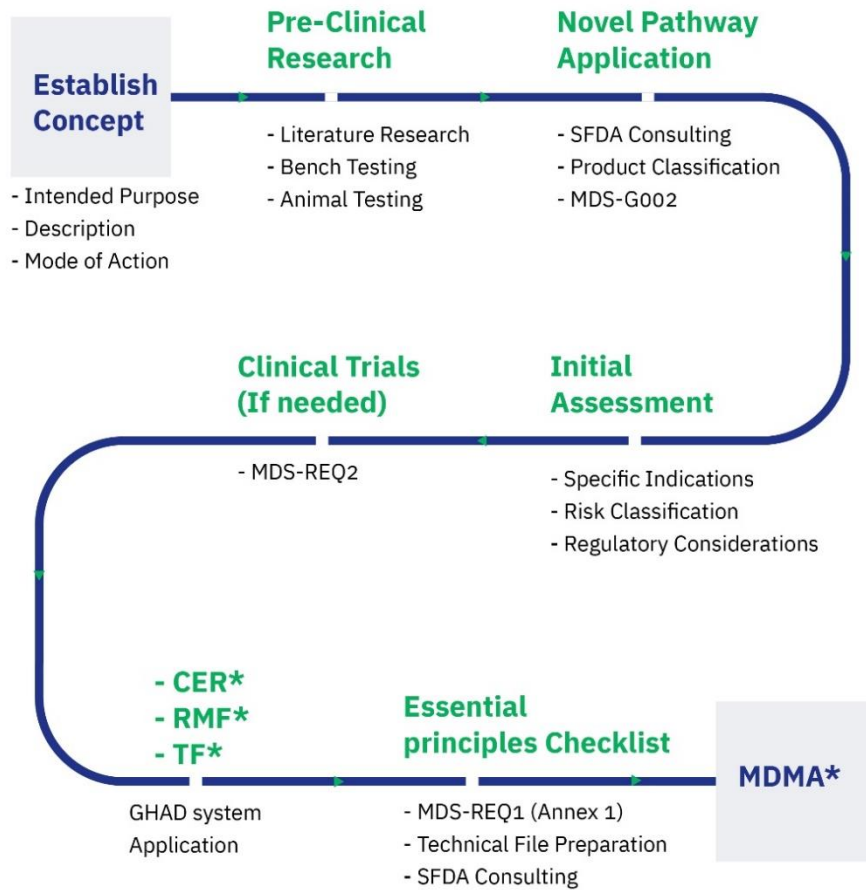 Establish
Concept
- Intended Purpose
- Description
- Mode of Action
Pre-Clinical
Research
- Literature Research
- Bench Testing
- Animal Testing
Novel Pathway
Application
- SFDA Consulting
- Product Classification
- MDS-G002
Initial
Assessment
- Specific Indications
- Risk Classification
- Regulatory Considerations
Clinical Trials
(If needed)
- MDS-REQ2
- CER*
- RMF*
- TF*
GHAD system
Application
Essential
principles Checklist
- MDS-REQ1 (Annex 1)
- Technical File Preparation
- SFDA Consulting
MDMA*